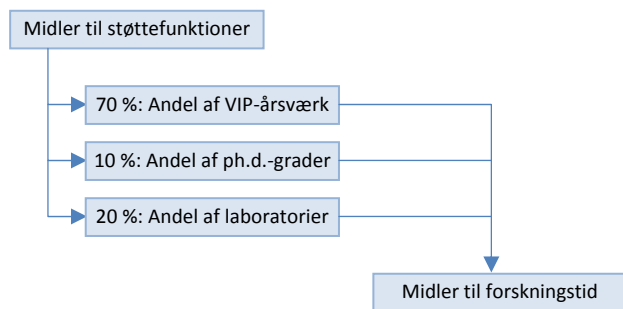 Midler til støttefunktioner
70 %: Andel af VIP-årsværk
10 %: Andel af ph.d.-grader
20 %: Andel af laboratorier
Midler til forskningstid